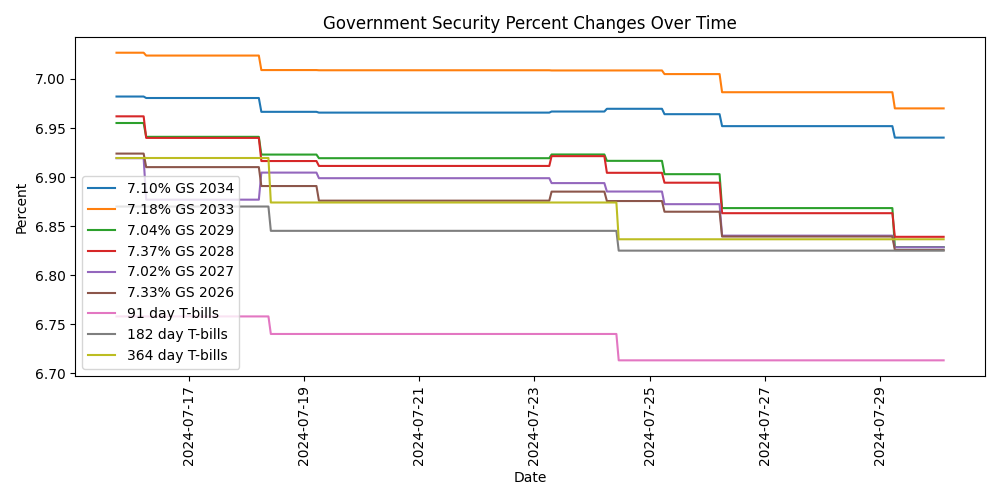 Government Security Percent Changes Over Time
Percent
7.00
6.95
6.90
6.85
6.80
6.75
6.70
7.10% GS 2034
7.18% GS 2033
7.04% GS 2029
7.37% GS 2028
7.02% GS 2027
7.33% GS 2026
91 day T-bills
182 day T-bills
364 day T-bills
2024-07-17
2024-07-19
2024-07-21
2024-07-23
2024-07-25
2024-07-27
2024-07-29
Date